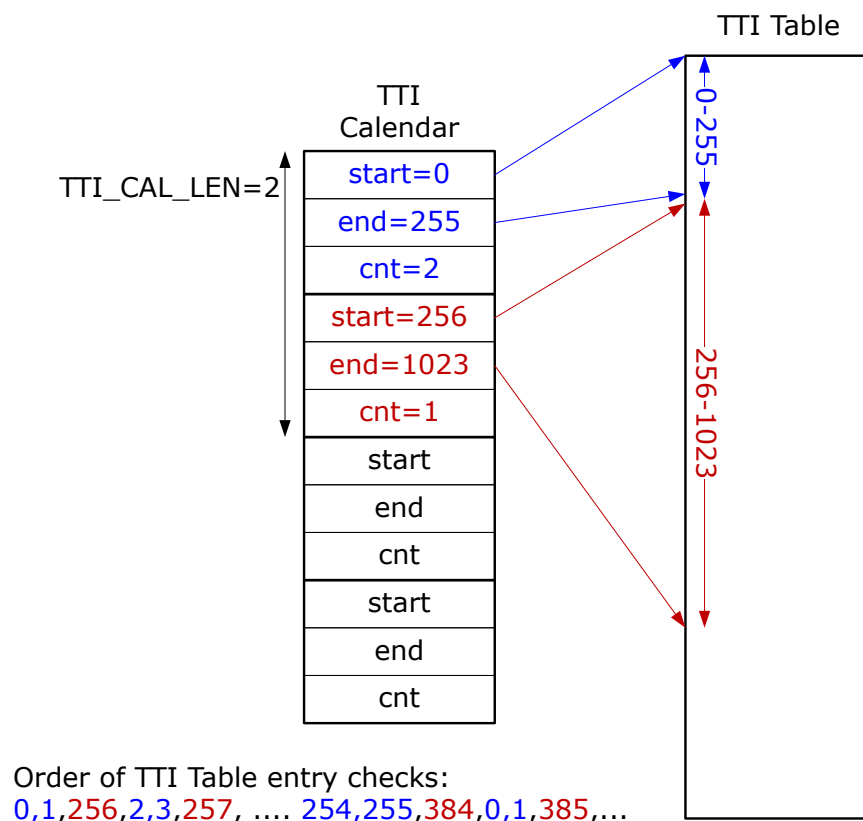 TTI Table
TTI
Calendar
TTI_CAL_LEN=2
start=0
end=255
cnt=2
start=256
end=1023
cnt=1
start
end
cnt
start
end
cnt
0-255
256-1023
Order of TTI Table entry checks:
0,1,256,2,3,257, .... 254,255,384,0,1,385,...